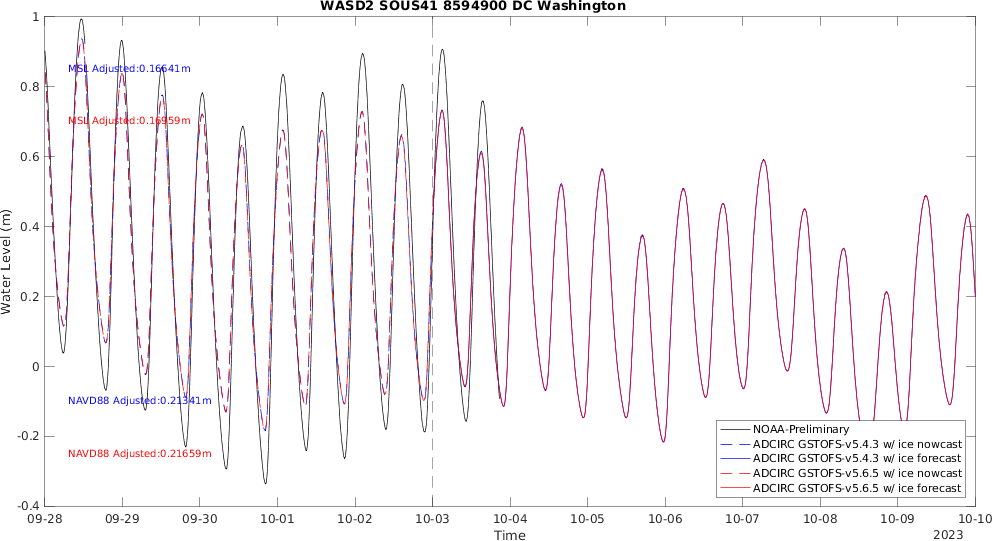 WASD2 SOUS41 8594900 DC Washington
1
0.8
0.6
0.4
0.2
0
-0.2
-0.4
Water Level (m)
MSL Adjusted:0.16641m
MSL Adjusted:0.16959m
NAVD88 Adjusted:0.21341m
NAVD88 Adjusted:0.21659m
NOAA-Preliminary
ADCIRC GSTOFS-v5.4.3 w/ ice nowcast
ADCIRC GSTOFS-v5.4.3 w/ ice forecast
ADCIRC GSTOFS-v5.6.5 w/ ice nowcast
ADCIRC GSTOFS-v5.6.5 w/ ice forecast
09-28 09-29 09-30 10-01 10-02 10-03 10-04 10-05 10-06 10-07 10-08 10-09 10-10
Time
2023